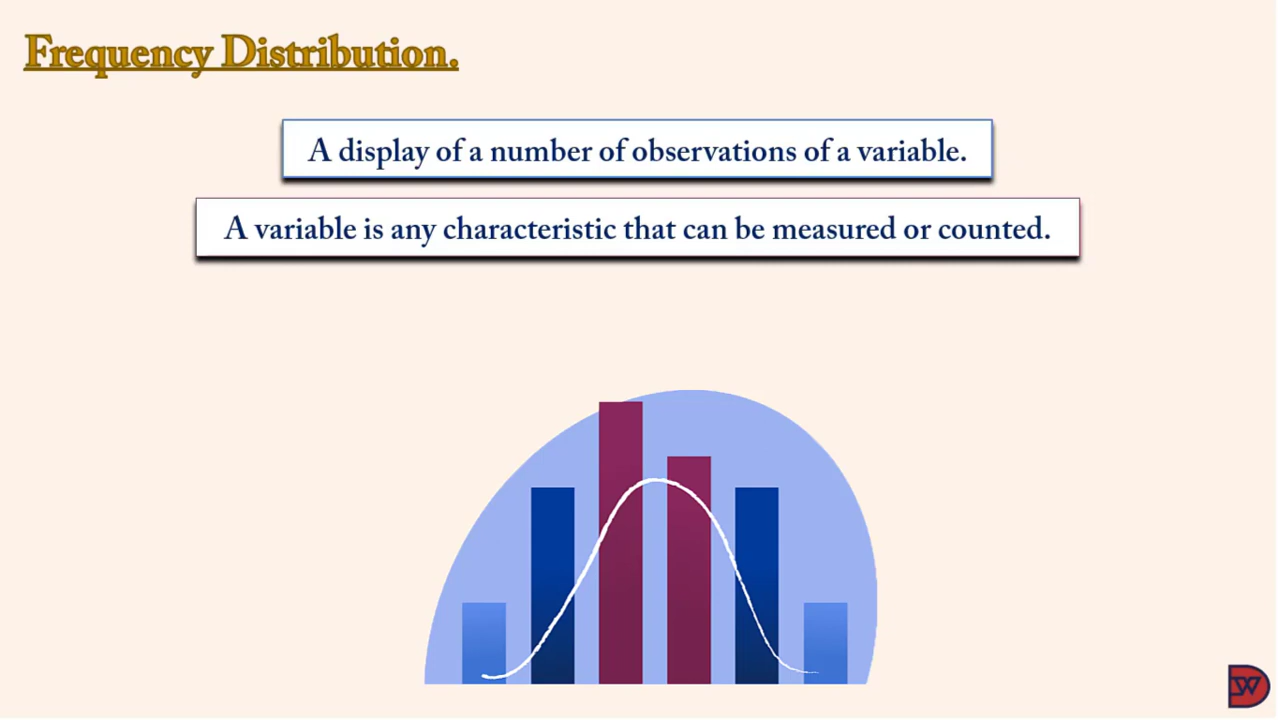 Frequency Distribution.
A display of a number of observations of a variable.
A variable is any characteristic that can be measured or counted.